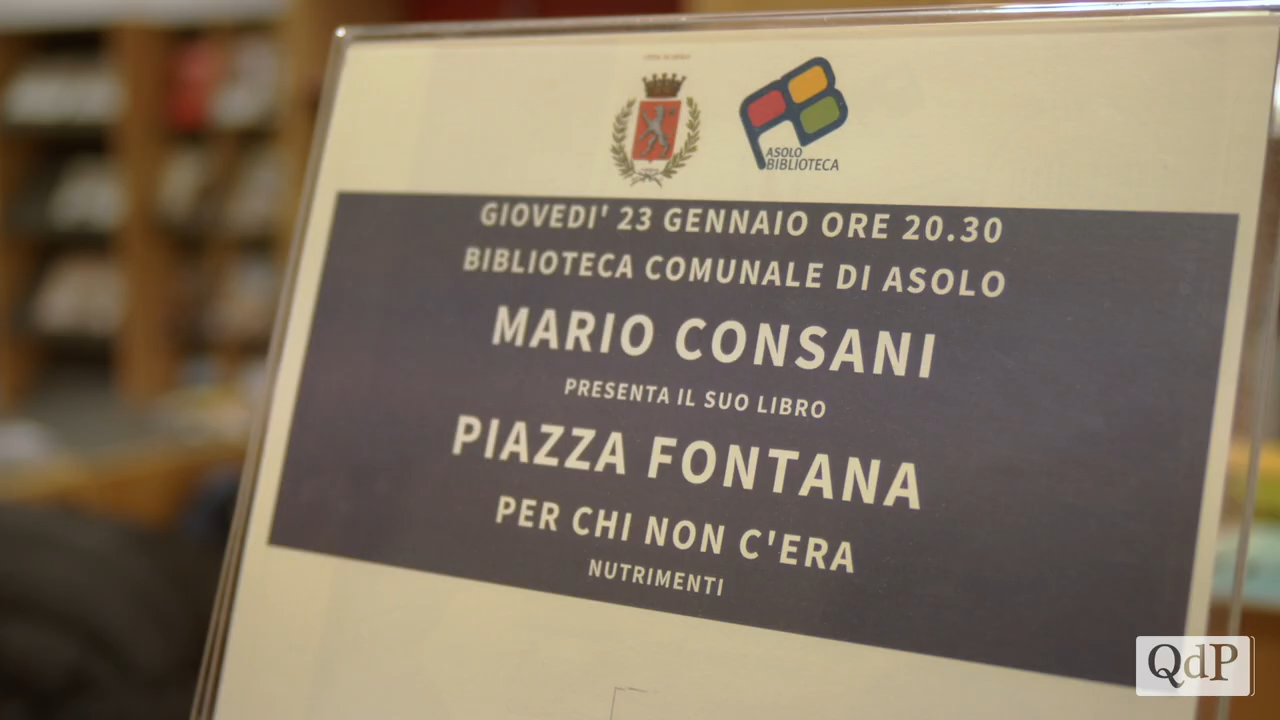 ASOLO
BIBLIOTECA
GIOVEDI' 23 GENNAIO ORE 20.30
BIBLIOTECA COMUNALE DI ASOLO
MARIO CONSANI
PRESENTA IL SUO LIBRO
PIAZZA FONTANA
PER CHI NON C'ERA
NUTRIMENTI
QdP